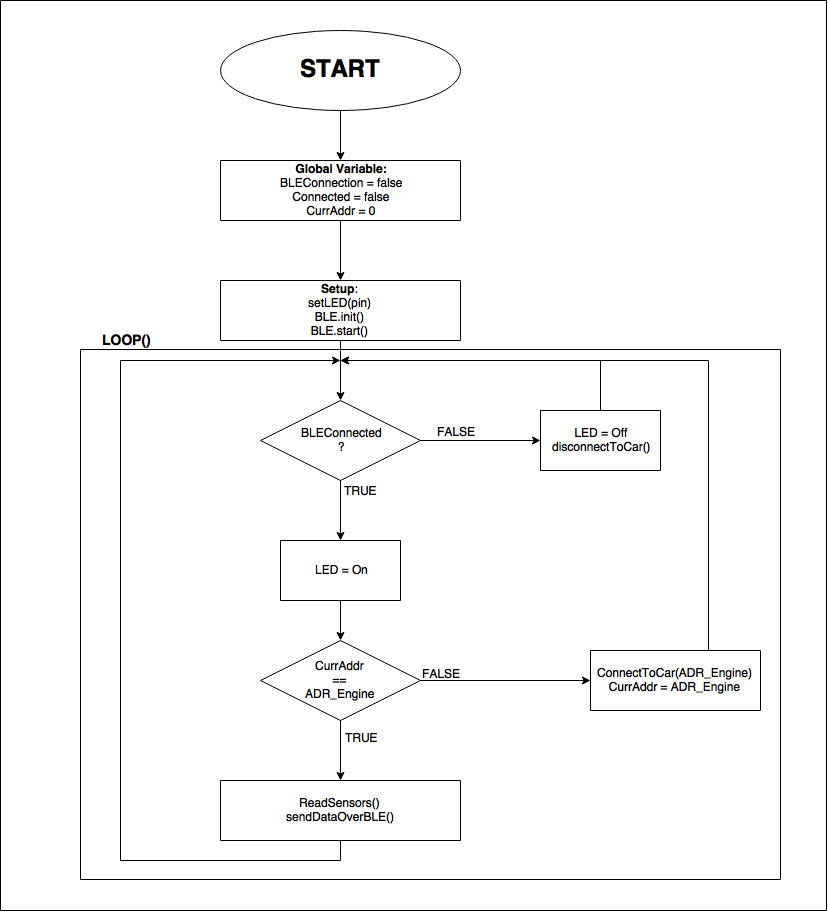 START
Global Variable:
BLEConnection = false
Connected = false
CurrAddr = 0
Setup:
setLED(pin)
BLE.init()
BLE.start()
LOOP()
BLEConnected
?
FALSE
LED = Off
disconnectToCar()
TRUE
LED = On
CurrAddr
==
ADR_Engine
FALSE
ConnectToCar(ADR_Engine)
CurrAddr = ADR_Engine
TRUE
ReadSensors()
sendDataOverBLE()